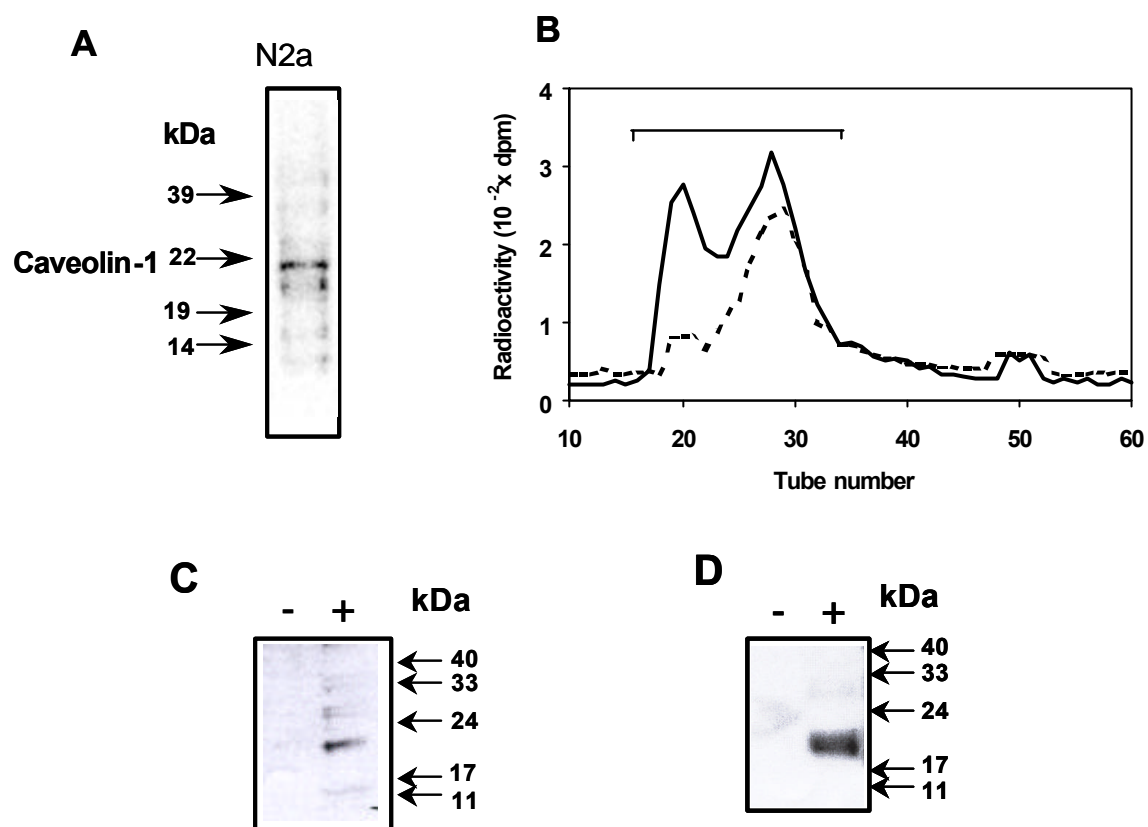 A
N2a
kDa
39
Caveolin-1 22
19
14
B
Radioactivity (10 -2x dpm)
4
3
2
1
0
10 20 30 40 50 60
Tube number
C
- + kDa
40
33
24
17
11
D
- + kDa
40
33
24
17
11